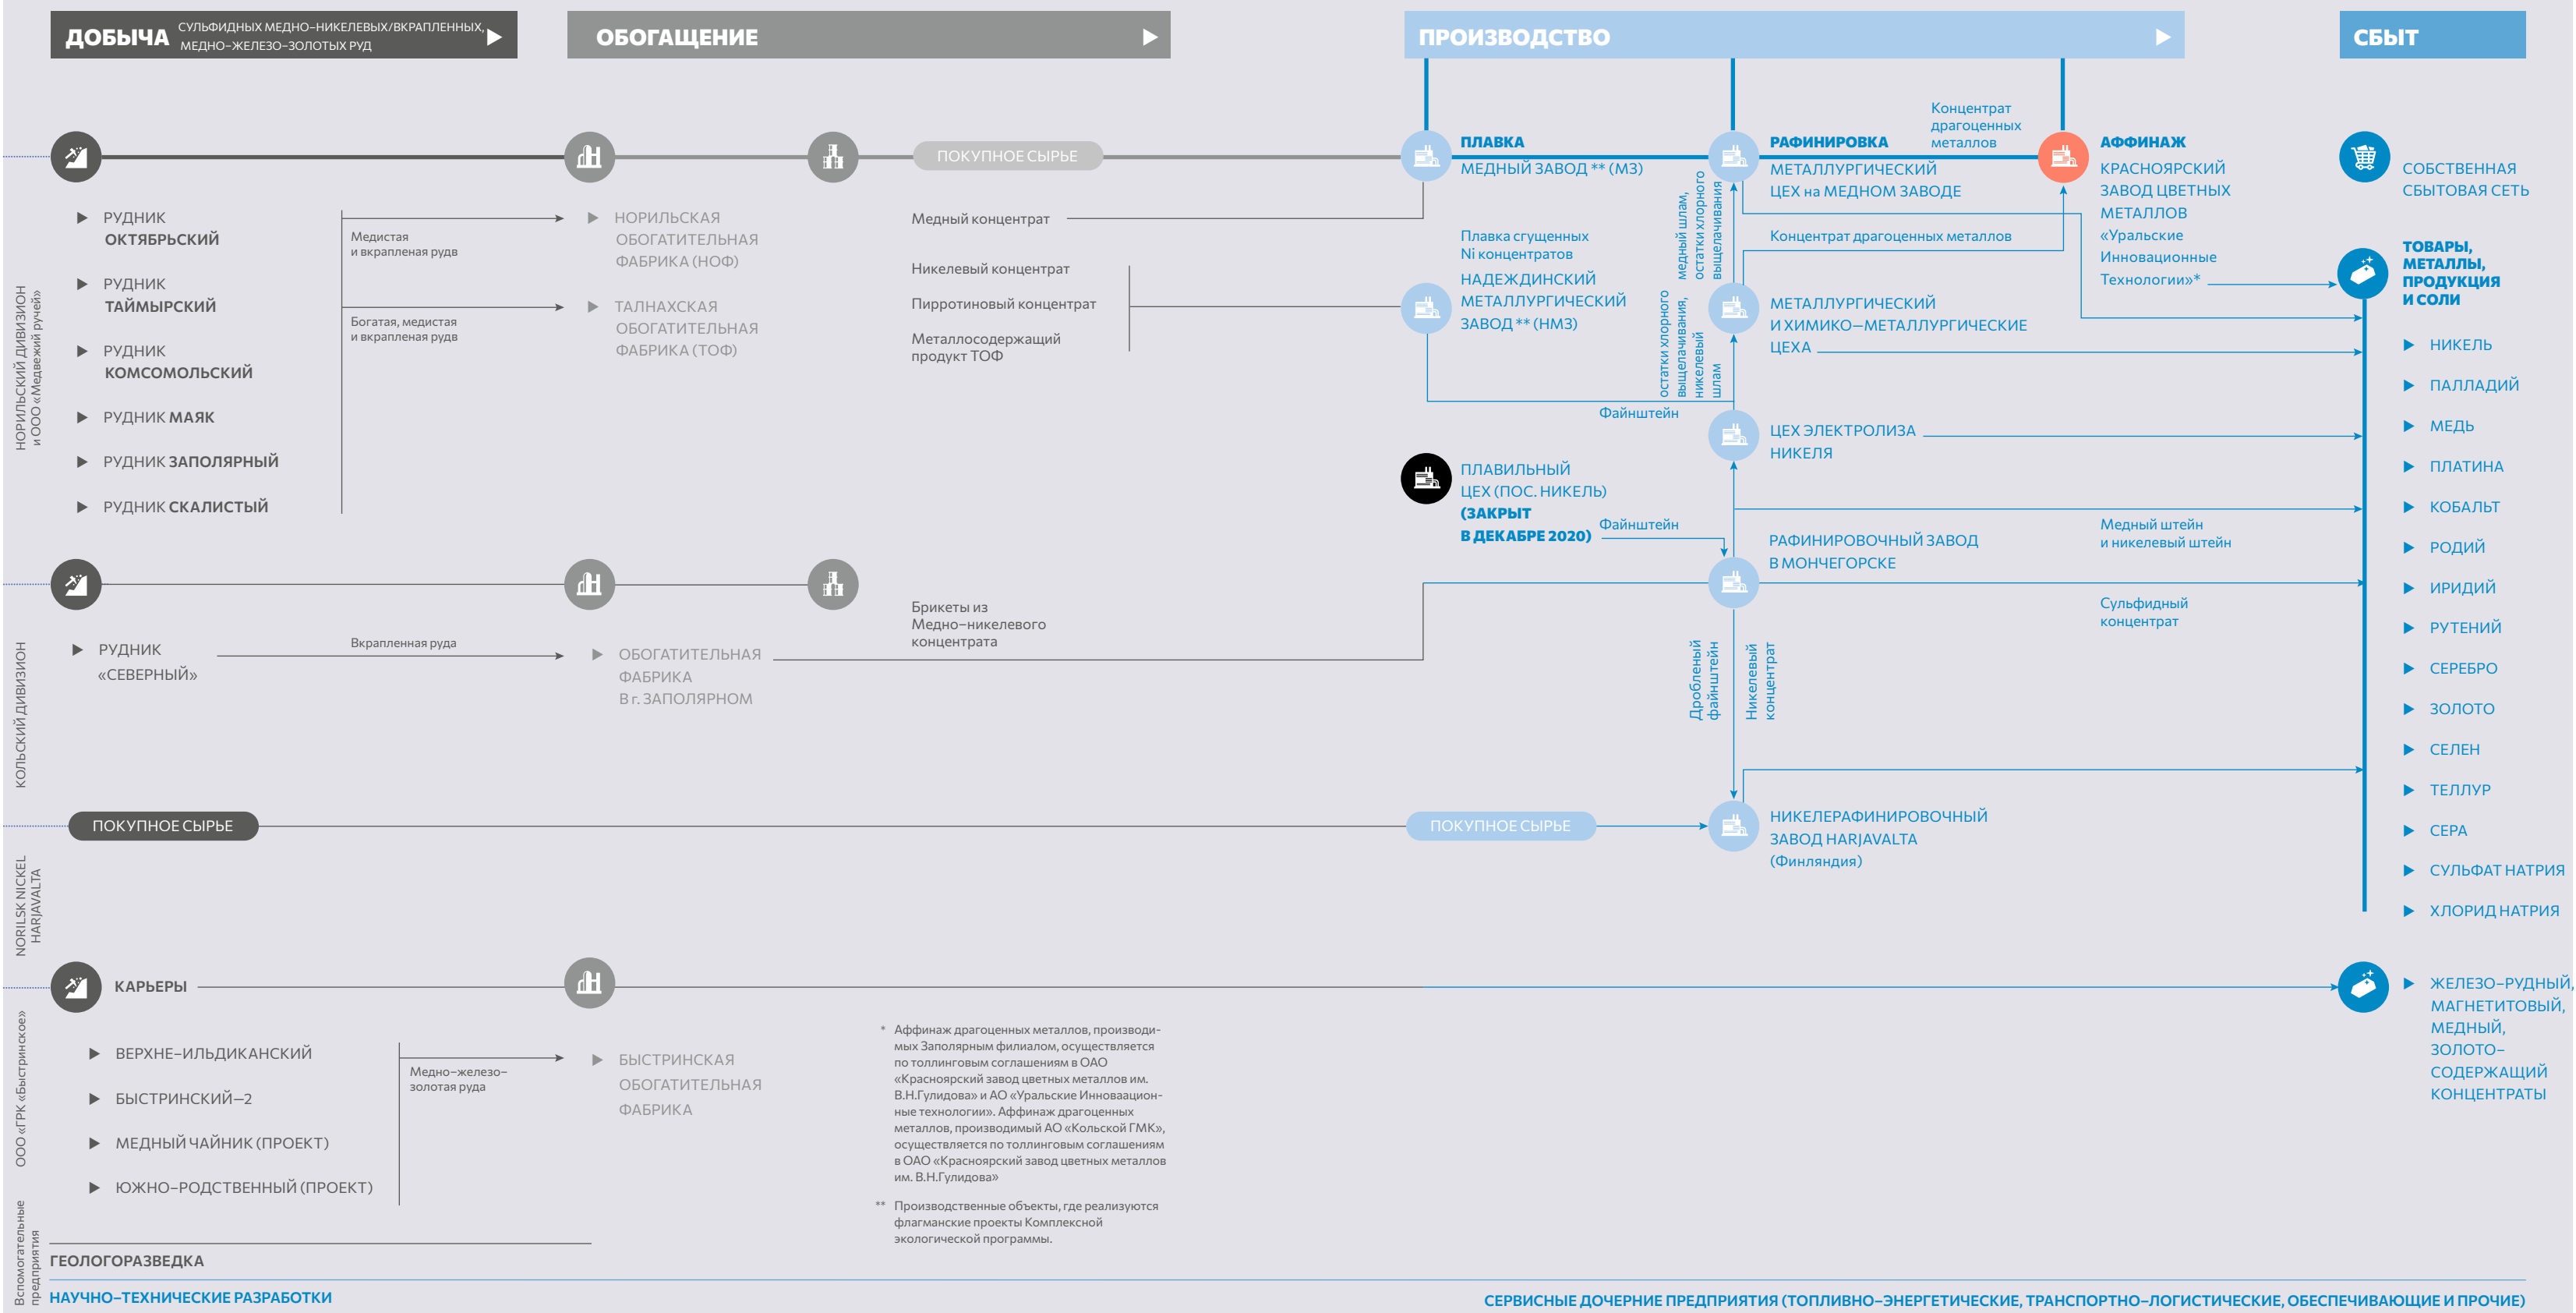 ДОБЫЧА
СУЛЬФИДНЫХ МЕДНО–НИКЕЛЕВЫХ/ВКРАПЛЕННЫХ,
МЕДНО–ЖЕЛЕЗО–ЗОЛОТЫХ РУД
ОБОГАЩЕНИЕ
ПРОИЗВОДСТВО
СБЫТ
НОРИЛЬСКИЙ ДИВИЗИОН
и ООО «Медвежий ручей»
РУДНИК
ОКТЯБРЬСКИЙ
РУДНИК
ТАЙМЫРСКИЙ
РУДНИК
КОМСОМОЛЬСКИЙ
РУДНИК МАЯК
РУДНИК ЗАПОЛЯРНЫЙ
РУДНИК СКАЛИСТЫЙ
Медистая
и вкрапленая рудв
Богатая, медистая
и вкрапленая рудв
НОРИЛЬСКАЯ
ОБОГАТИТЕЛЬНАЯ
ФАБРИКА (НОФ)
ТАЛНАХСКАЯ
ОБОГАТИТЕЛЬНАЯ
ФАБРИКА (ТОФ)
ПОКУПНОЕ СЫРЬЕ
Медный концентрат
Никелевый концентрат
Пирротиновый концентрат
Металлосодержащий
продукт ТОФ
ПЛАВКА
МЕДНЫЙ ЗАВОД ** (МЗ)
Плавка сгущенных
Ni концентратов
НАДЕЖДИНСКИЙ
МЕТАЛЛУРГИЧЕСКИЙ
ЗАВОД ** (НМЗ)
Файнштейн
ПЛАВИЛЬНЫЙ
ЦЕХ (ПОС. НИКЕЛЬ)
(ЗАКРЫТ
В ДЕКАБРЕ 2020)
Файнштейн
медный шлам,
остатки хлорного
выщелачивания
остатки хлорного
выщелачивания,
никелевый
шлам
РАФИНИРОВКА
МЕТАЛЛУРГИЧЕСКИЙ
ЦЕХ на МЕДНОМ ЗАВОДЕ
Концентрат
драгоценных
металлов
Концентрат драгоценных металлов
МЕТАЛЛУРГИЧЕСКИЙ
И ХИМИКО—МЕТАЛЛУРГИЧЕСКИЕ
ЦЕХА
ЦЕХ ЭЛЕКТРОЛИЗА
НИКЕЛЯ
РАФИНИРОВОЧНЫЙ ЗАВОД
В МОНЧЕГОРСКЕ
АФФИНАЖ
КРАСНОЯРСКИЙ
ЗАВОД ЦВЕТНЫХ
МЕТАЛЛОВ
«Уральские
Инновационные
Технологии»*
Медный штейн
и никелевый штейн
Сульфидный
концентрат
СОБСТВЕННАЯ
СБЫТОВАЯ СЕТЬ
ТОВАРЫ,
МЕТАЛЛЫ,
ПРОДУКЦИЯ
И СОЛИ
НИКЕЛЬ
ПАЛЛАДИЙ
МЕДЬ
ПЛАТИНА
КОБАЛЬТ
РОДИЙ
ИРИДИЙ
РУТЕНИЙ
СЕРЕБРО
ЗОЛОТО
СЕЛЕН
ТЕЛЛУР
СЕРА
СУЛЬФАТ НАТРИЯ
ХЛОРИД НАТРИЯ
КОЛЬСКИЙ ДИВИЗИОН
РУДНИК
«СЕВЕРНЫЙ»
Вкрапленная руда
ОБОГАТИТЕЛЬНАЯ
ФАБРИКА
В г. ЗАПОЛЯРНОМ
Брикеты из
Медно–никелевого
концентрата
Дробленый
файнштейн
Никелевый
концентрат
NORILSK NICKEL
HARJAVALTA
ПОКУПНОЕ СЫРЬЕ
ПОКУПНОЕ СЫРЬЕ
НИКЕЛЕРАФИНИРОВОЧНЫЙ
ЗАВОД HARJAVALTA
(Финляндия)
ООО «ГРК «Быстринское»
КАРЬЕРЫ
ВЕРХНЕ–ИЛЬДИКАНСКИЙ
БЫСТРИНСКИЙ—2
МЕДНЫЙ ЧАЙНИК (ПРОЕКТ)
ЮЖНО–РОДСТВЕННЫЙ (ПРОЕКТ)
Медно–железо–
золотая руда
БЫСТРИНСКАЯ
ОБОГАТИТЕЛЬНАЯ
ФАБРИКА
* Аффинаж драгоценных металлов, производи-
мых Заполярным филиалом, осуществляется
по толлинговым соглашениям в ОАО
«Красноярский завод цветных металлов им.
В.Н.Гулидова» и АО «Уральские Инноваацион-
ные технологии». Аффинаж драгоценных
металлов, производимый АО «Кольской ГМК»,
осуществляется по толлинговым соглашениям
в ОАО «Красноярский завод цветных металлов
им. В.Н.Гулидова»
** Производственные объекты, где реализуются
флагманские проекты Комплексной
экологической программы.
ЖЕЛЕЗО–РУДНЫЙ,
МАГНЕТИТОВЫЙ,
МЕДНЫЙ,
ЗОЛОТО–
СОДЕРЖАЩИЙ
КОНЦЕНТРАТЫ
Вспомогательные
предприятия
ГЕОЛОГОРАЗВЕДКА
НАУЧНО–ТЕХНИЧЕСКИЕ РАЗРАБОТКИ
СЕРВИСНЫЕ ДОЧЕРНИЕ ПРЕДПРИЯТИЯ (ТОПЛИВНО–ЭНЕРГЕТИЧЕСКИЕ, ТРАНСПОРТНО–ЛОГИСТИЧЕСКИЕ, ОБЕСПЕЧИВАЮЩИЕ И ПРОЧИЕ)